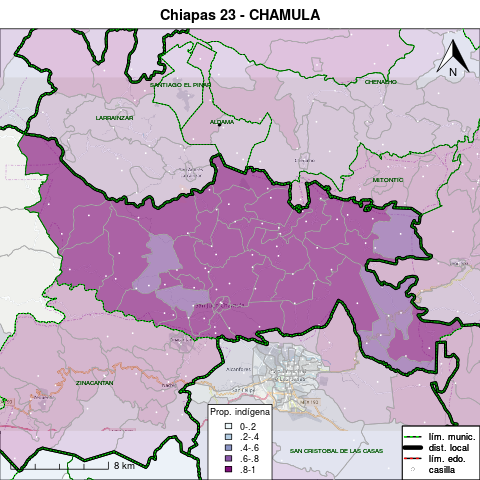 Chiapas 23 - CHAMULA
N
CHENALHO
SANTIAGO EL PINAR
LARRAINZAR
ALDAMA
MITONTIC
ZINACANTAN
SAN CRISTOBAL DE LAS CASAS
Prop. indígena
0-.2
.2-.4
.4-.6
.6-.8
.8-1
8 km
lím. munic.
dist. local
lím. edo.
casilla